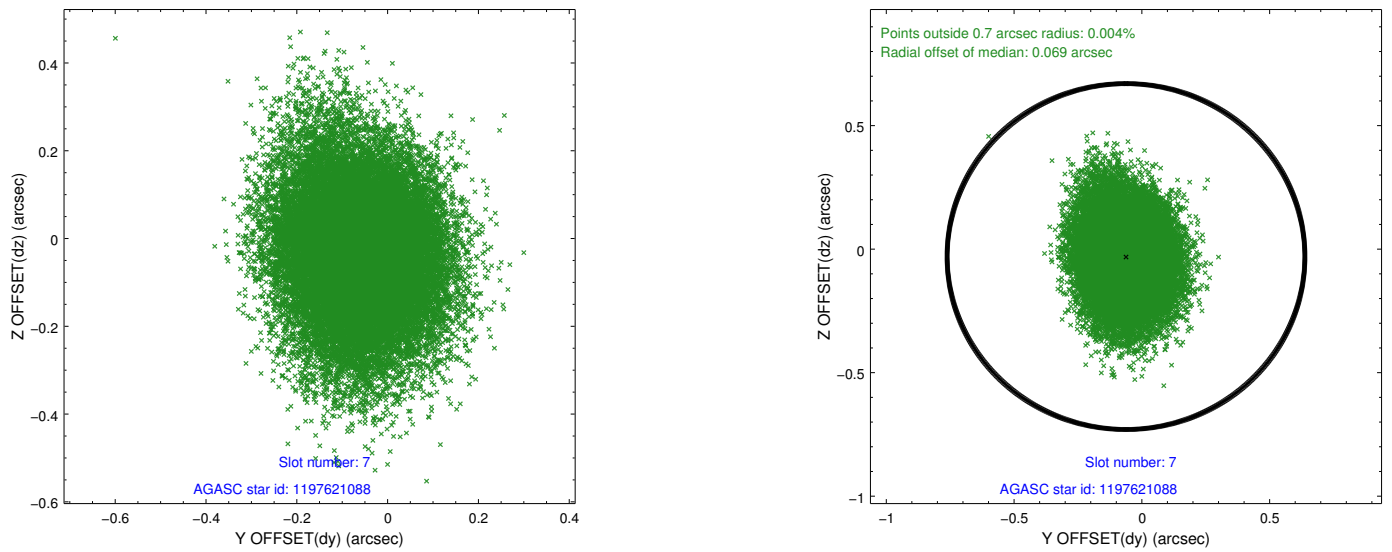 0.4
0.2
0
−0.2
−0.4
−0.6
Z OFFSET(dz) (arcsec)
Slot number: 7
AGASC star id: 1197621088
−0.6
−0.4
−0.2
0
0.2
0.4
Y OFFSET(dy) (arcsec)
Points outside 0.7 arcsec radius: 0.004%
Radial offset of median: 0.069 arcsec
0.5
0
−0.5
−1
Z OFFSET(dz) (arcsec)
Slot number: 7
AGASC star id: 1197621088
−1
−0.5
0
0.5
Y OFFSET(dy) (arcsec)